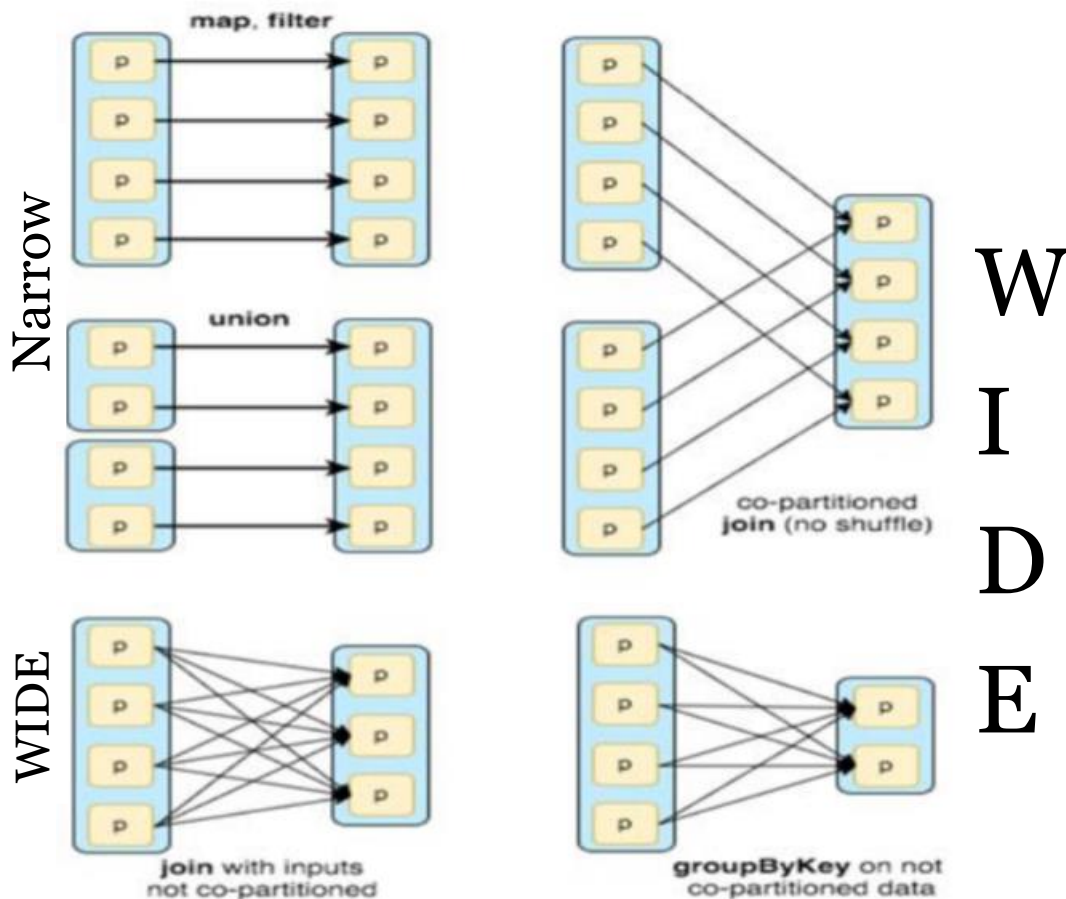 map, filter
p p p
p p p
p p p
p p p
p
p
p
p
Narrow
union
p p p
p p p
p p p
p p p
co-partitioned
join (no shuffle)
WIDE
p p p
p p p
p p p
p p
p p
join with inputs
not co-partitioned
groupByKey on not
co-partitioned data
W
I
D
E